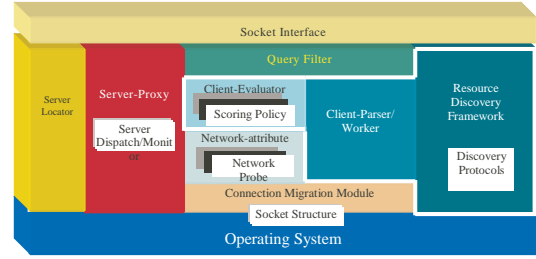 Socket Interface
Query Filter
Server
Locator
Server-Proxy
Server
Dispatch/Monit
or
Client-Evaluator
Scoring Policy
Network-attribute
Network
Probe
Client-Parser/
Worker
Resource
Discovery
Framework
Discovery
Protocols
Connection Migration Module
Socket Structure
Operating System